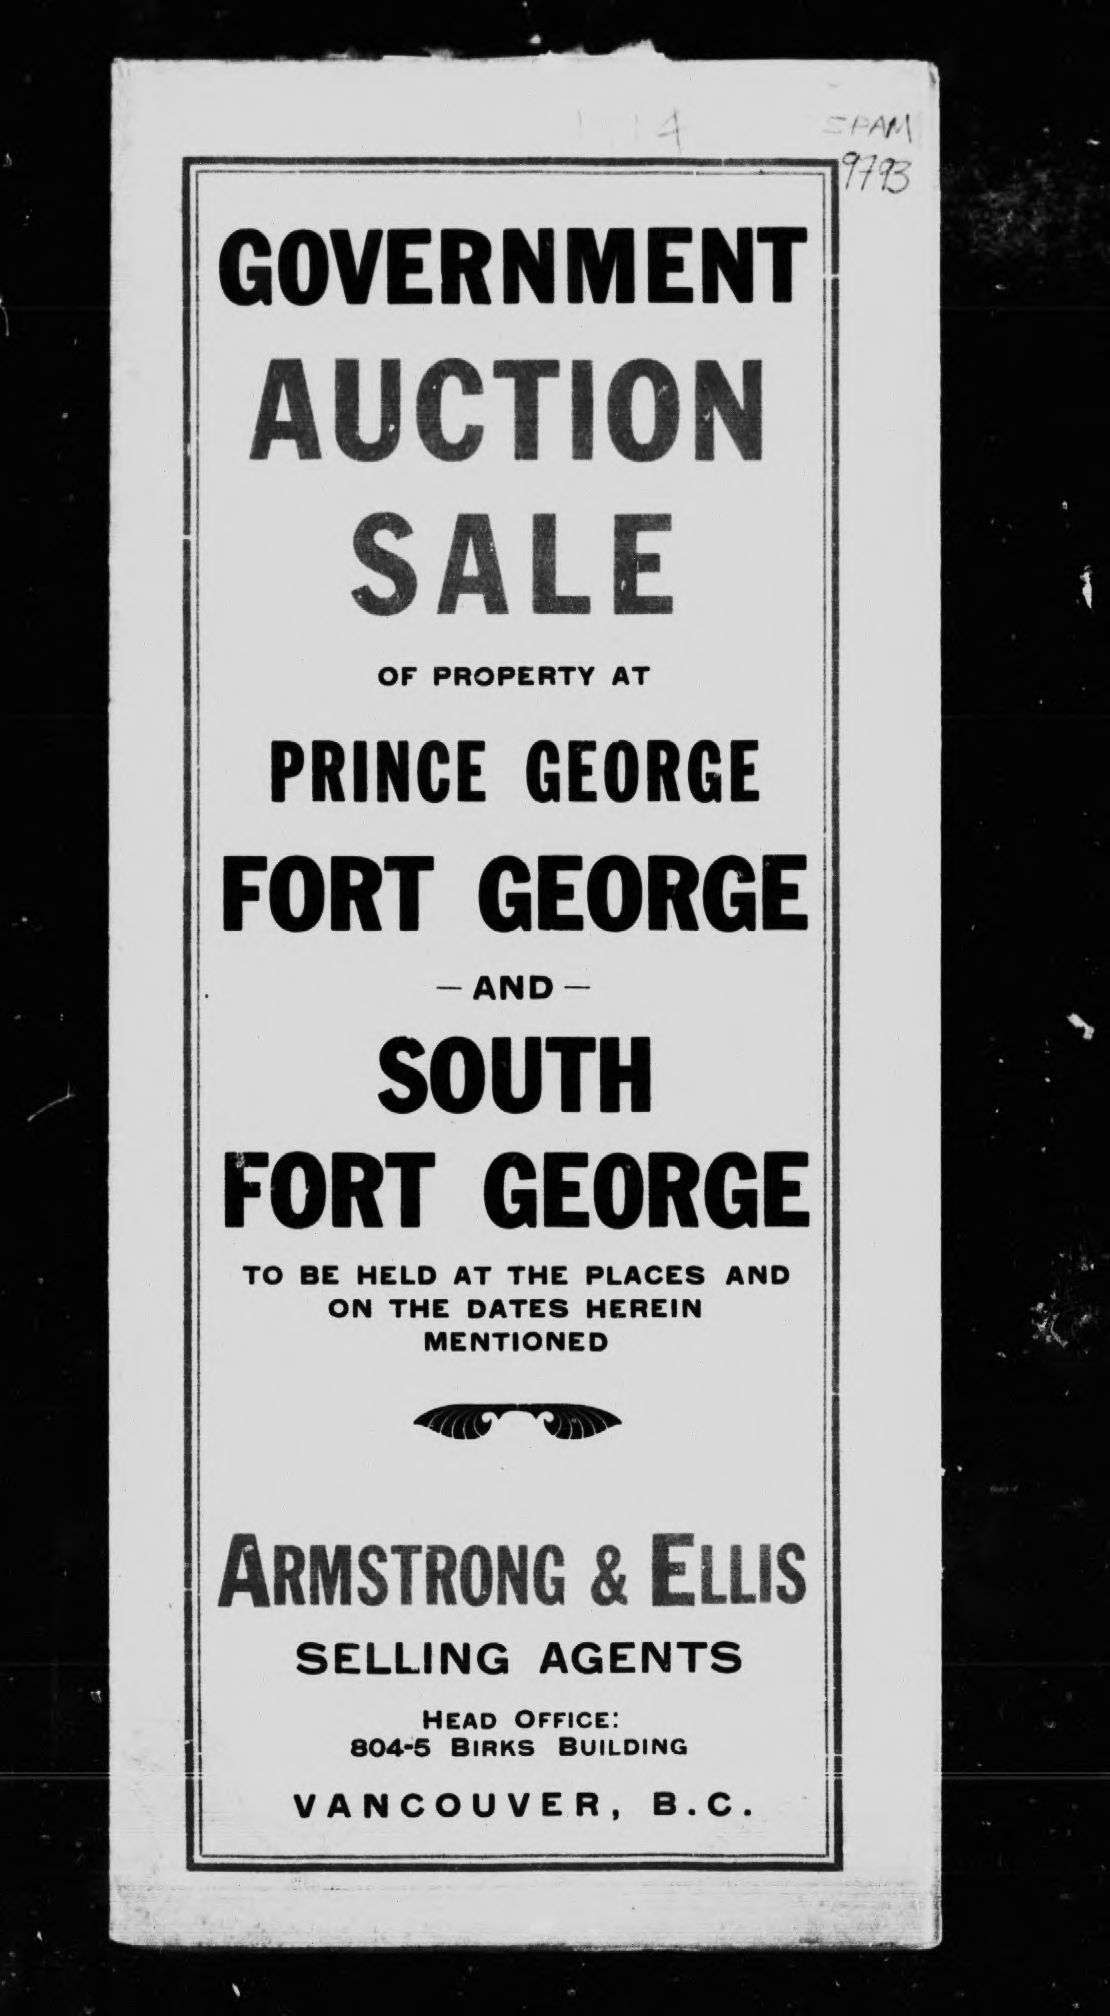 9793
GOVERNMENT
AUCTION
SALE
OF PROPERTY AT
PRINCE GEORGE
FORT GEORGE
— AND —
SOUTH
FORT GEORGE
TO BE HELD AT THE PLACES AND
ON THE DATES HEREIN
MENTIONED
ARMSTRONG & ELLIS
SELLING AGENTS
HEAD OFFICE:
804-5 BIRKS BUILDING
VANCOUVER, B.C.